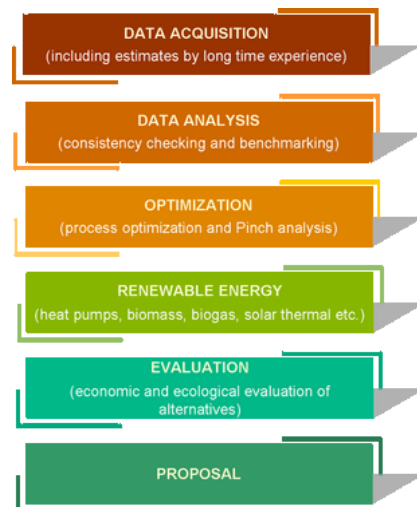 DATA ACQUISITION
(including estimates by long time experience)
DATA ANALYSIS
(consistency checking and benchmarking)
OPTIMIZATION
(process optimization and Pinch analysis)
RENEWABLE ENERGY
(heat pumps, biomass, biogas, solar thermal etc.)
EVALUATION
(economic and ecological evaluation of
alternatives)
PROPOSAL